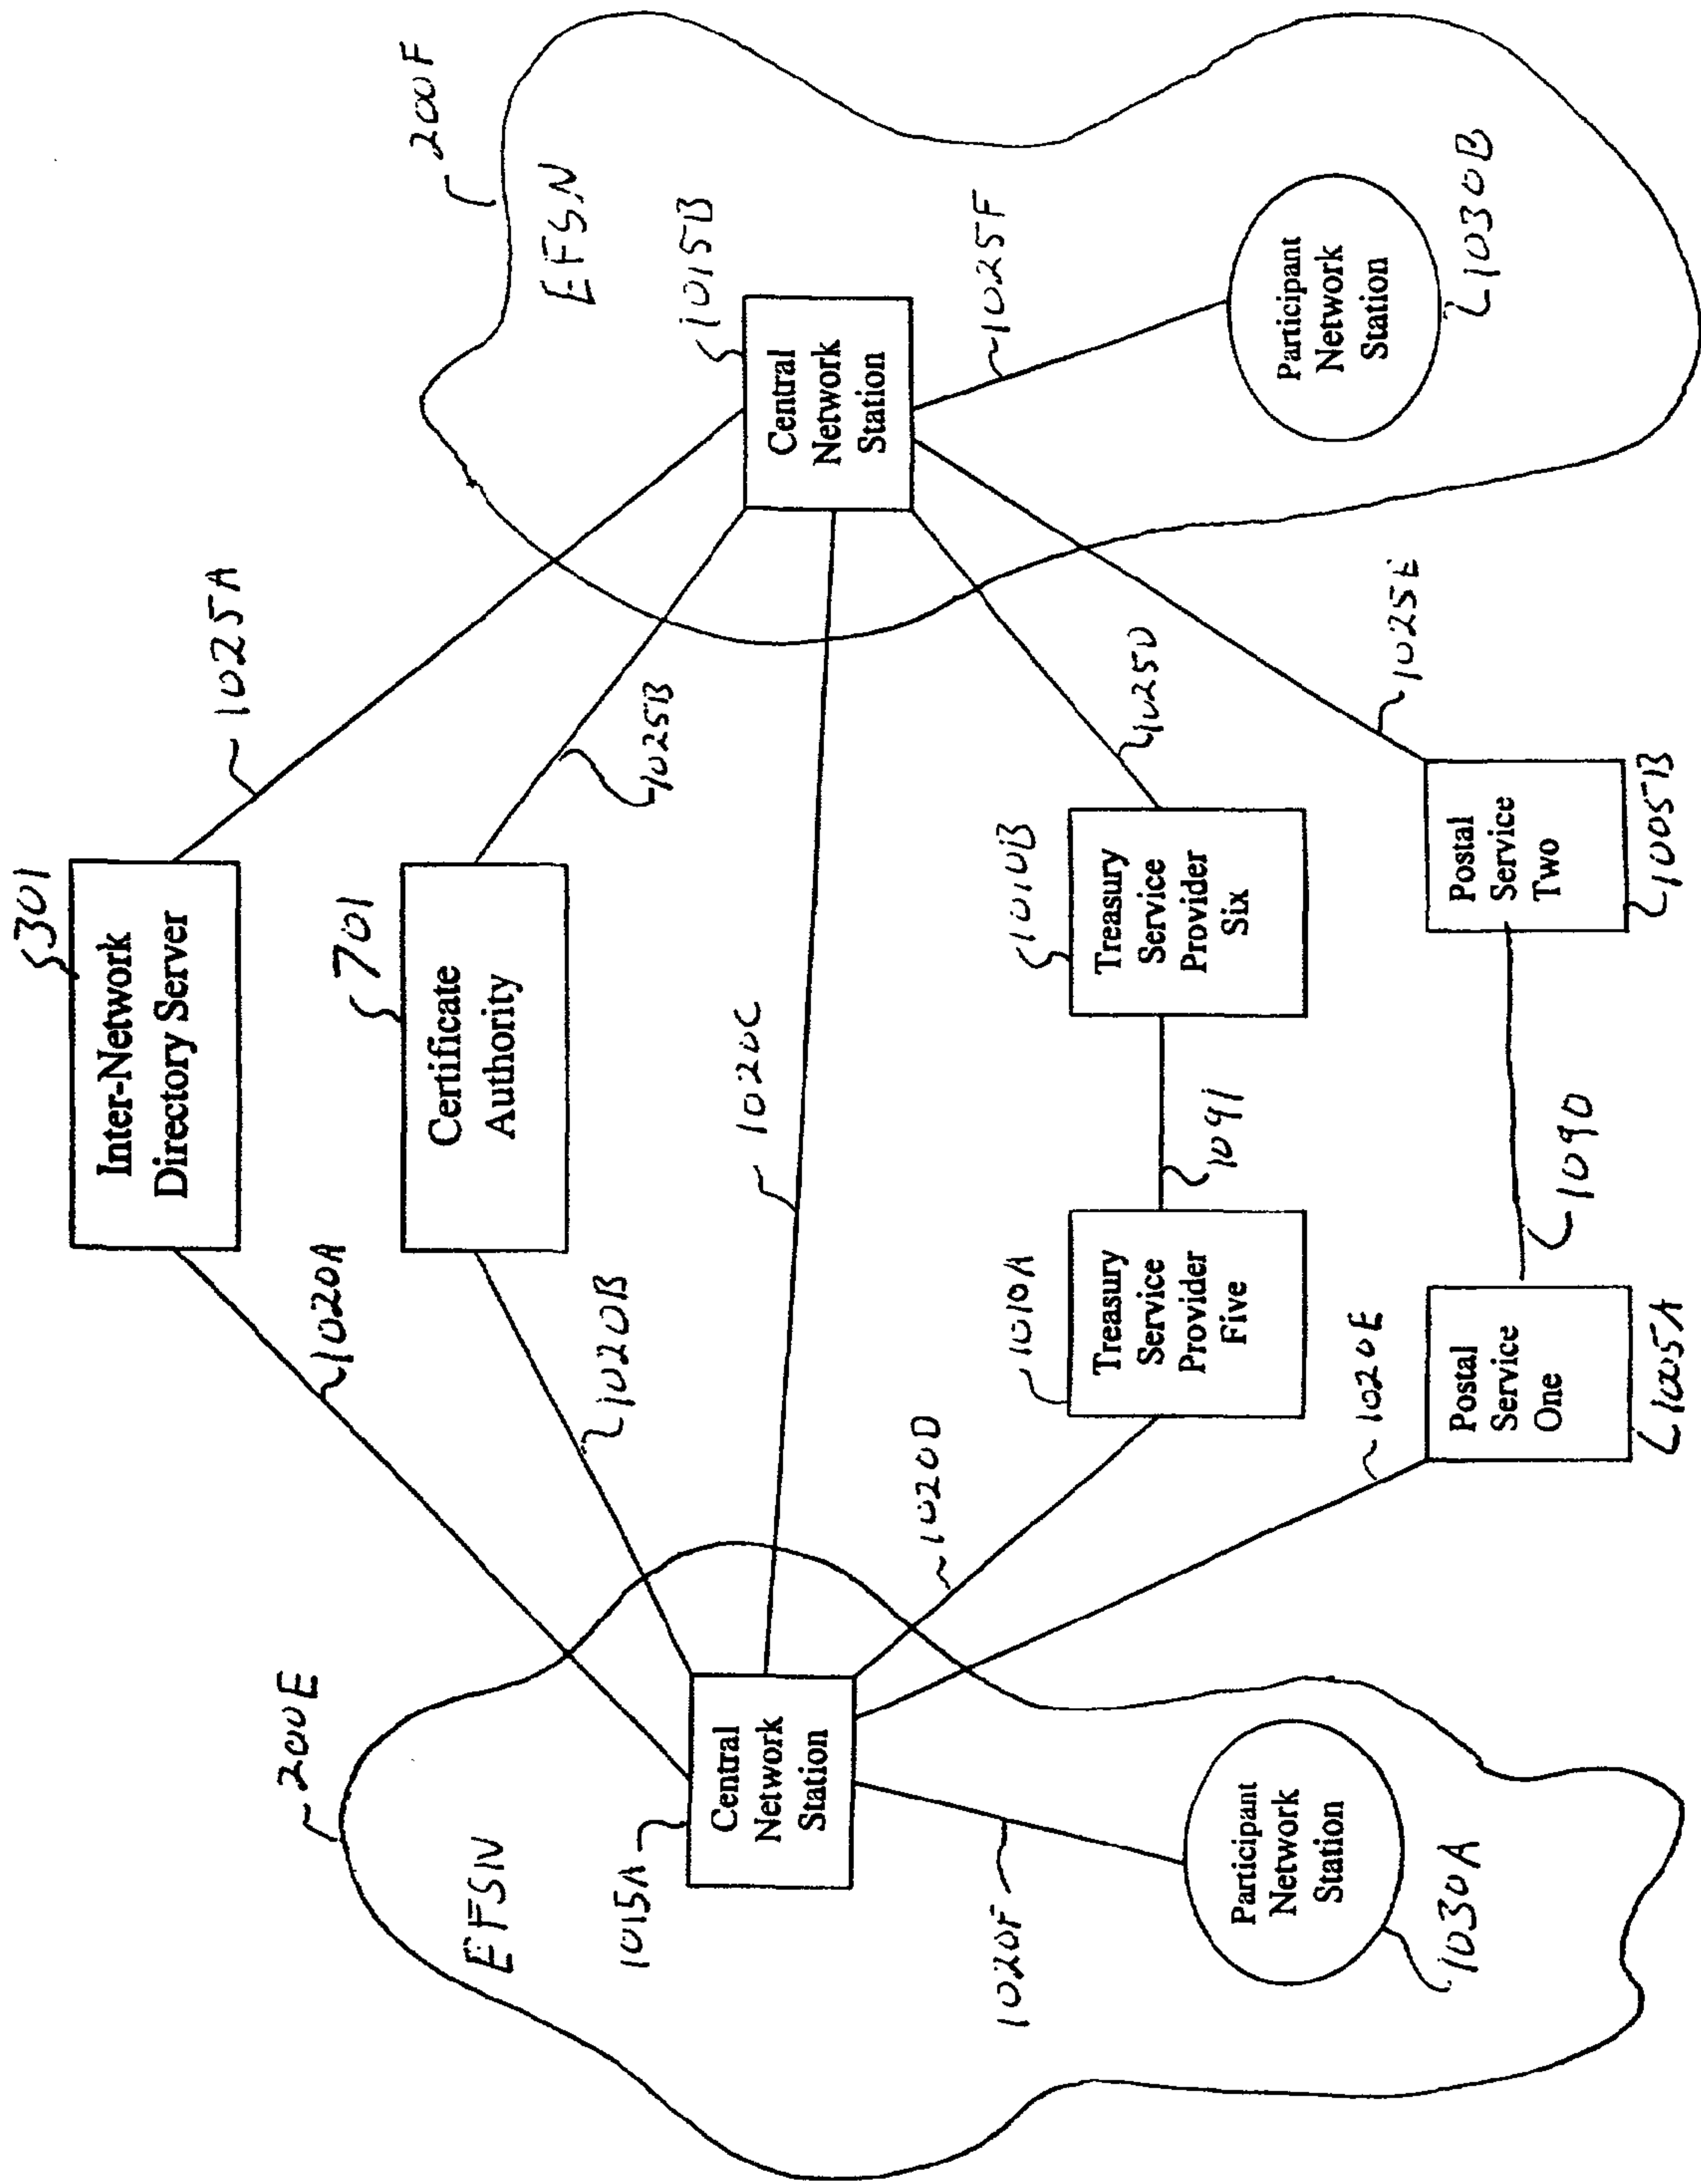 301
Inter-Network
Directory Server
1020A
1025A
701
Certificate
Authority
1020B
1025B
200E
EFSN
200F
EFSN
1015A
Central
Network
Station
1020C
1015B
Central
Network
Station
1020D
1010A
Treasury
Service
Provider
Five
1091
1010B
Treasury
Service
Provider
Six
1025D
1020F
1025F
1020E
Postal
Service
One
1005A
1090
Postal
Service
Two
1005B
1025E
Participant
Network
Station
1030A
Participant
Network
Station
1030B